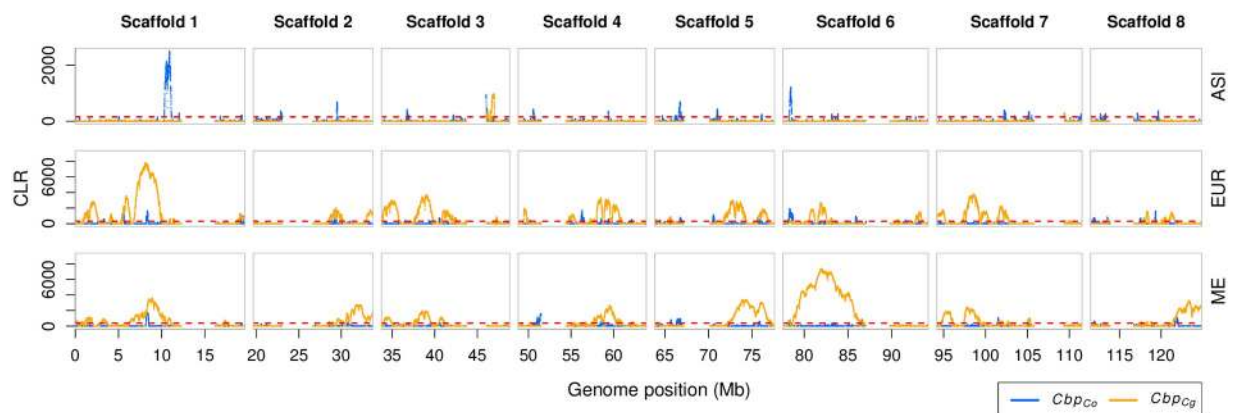 Scaffold 1 Scaffold 2 Scaffold 3 Scaffold 4 Scaffold 5 Scaffold 6 Scaffold 7 Scaffold 8
2000
0
ASI
CLR
6000
0
EUR
6000
0
ME
0 5 10 15 20 25 30 35 40 45 50 55 60 65 70 75 80 85 90 95 100 105 110 115 120
Genome position (Mb)
Cbp_Co Cbp_Cg